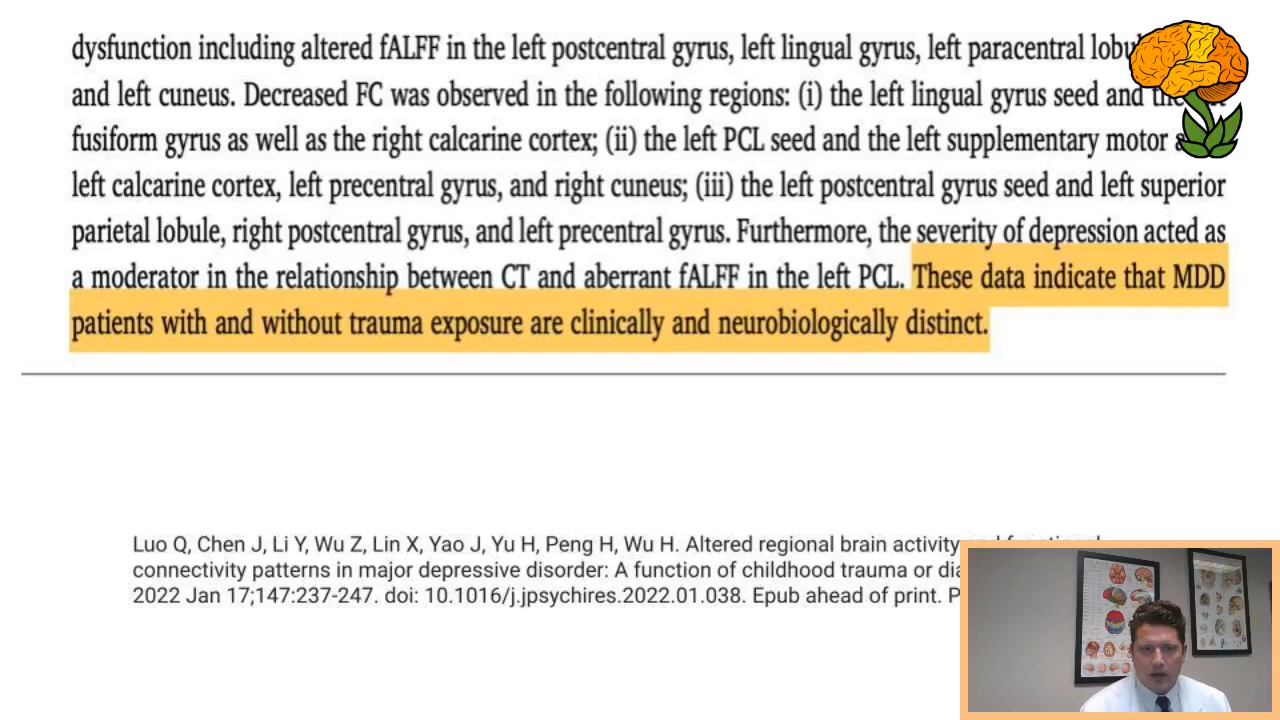 dysfunction including altered fALFF in the left postcentral gyrus, left lingual gyrus, left paracentral
and left cuneus. Decreased FC was observed in the following regions: (i) the left lingual gyrus seed and
fusiform gyrus as well as the right calcarine cortex; (ii) the left PCL seed and the left supplementary motor
left calcarine cortex, left precentral gyrus, and right cuneus; (iii) the left postcentral gyrus seed and left superior
parietal lobule, right postcentral gyrus, and left precentral gyrus. Furthermore, the severity of depression acted as
a moderator in the relationship between CT and aberrant fALFF in the left PCL. These data indicate that MDD
patients with and without trauma exposure are clinically and neurobiologically distinct.
Luo Q, Chen J, Li Y, Wu Z, Lin X, Yao J, Yu H, Peng H, Wu H. Altered regional brain activity
connectivity patterns in major depressive disorder: A function of childhood trauma or
2022 Jan 17;147:237-247. doi: 10.1016/j.jpsychires.2022.01.038. Epub ahead of print.